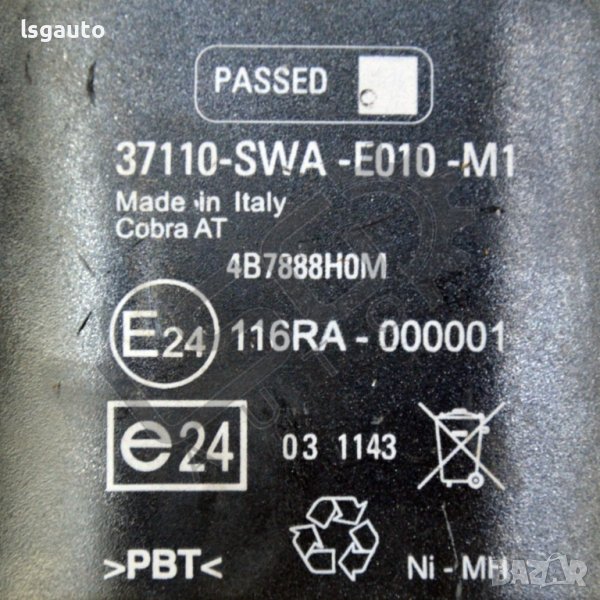 lsgauto
PASSED
37110-SWA -E010 -M1
Made in Italy
Cobra AT
4B7888H0M
E24 116RA - 000001
e24 03 1143
>PBT<
Ni - MH
BAZAR